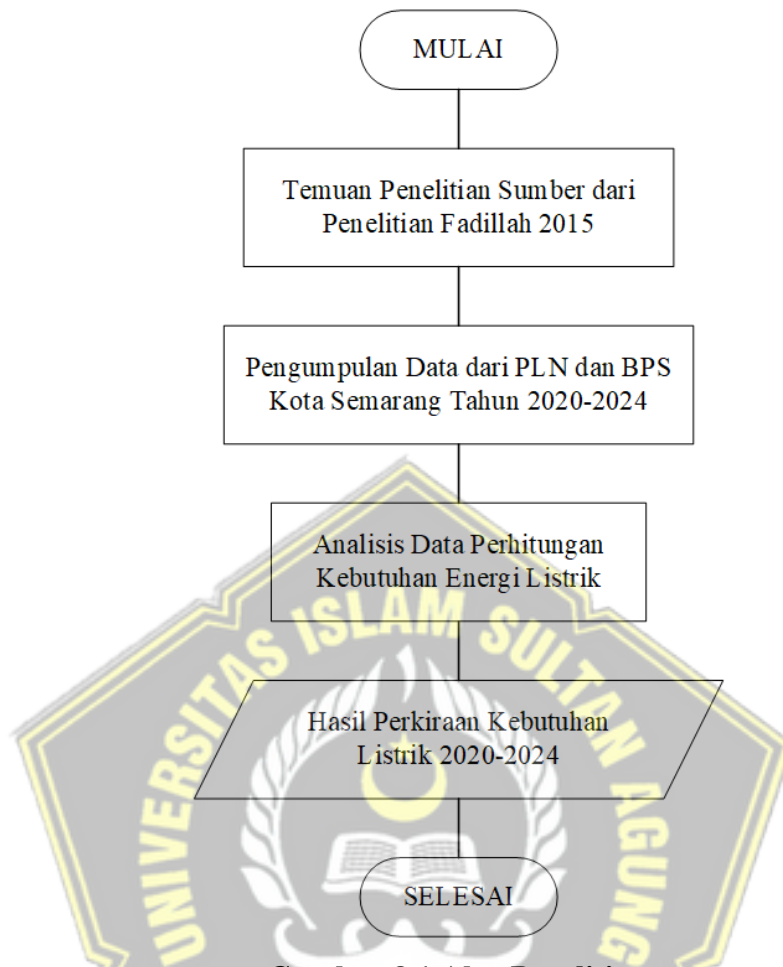 MULAI
Temuan Penelitian Sumber dari
Penelitian Fadillah 2015
Pengumpulan Data dari PLN dan BPS
Kota Semarang Tahun 2020-2024
Analisis Data Perhitungan
Kebutuhan Energi Listrik
Hasil Perkiraan Kebutuhan
Listrik 2020-2024
SELESAI
UNIVERSITAS ISLAM SULTAN AGUNG